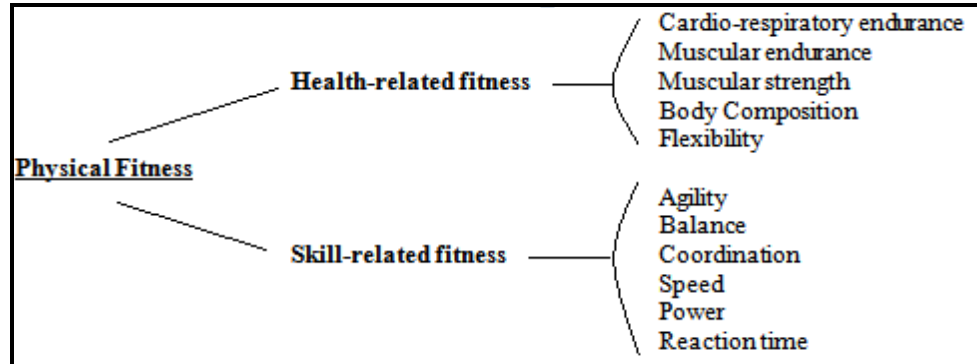 Physical Fitness
Health-related fitness
Cardio-respiratory endurance
Muscular endurance
Muscular strength
Body Composition
Flexibility
Skill-related fitness
Agility
Balance
Coordination
Speed
Power
Reaction time